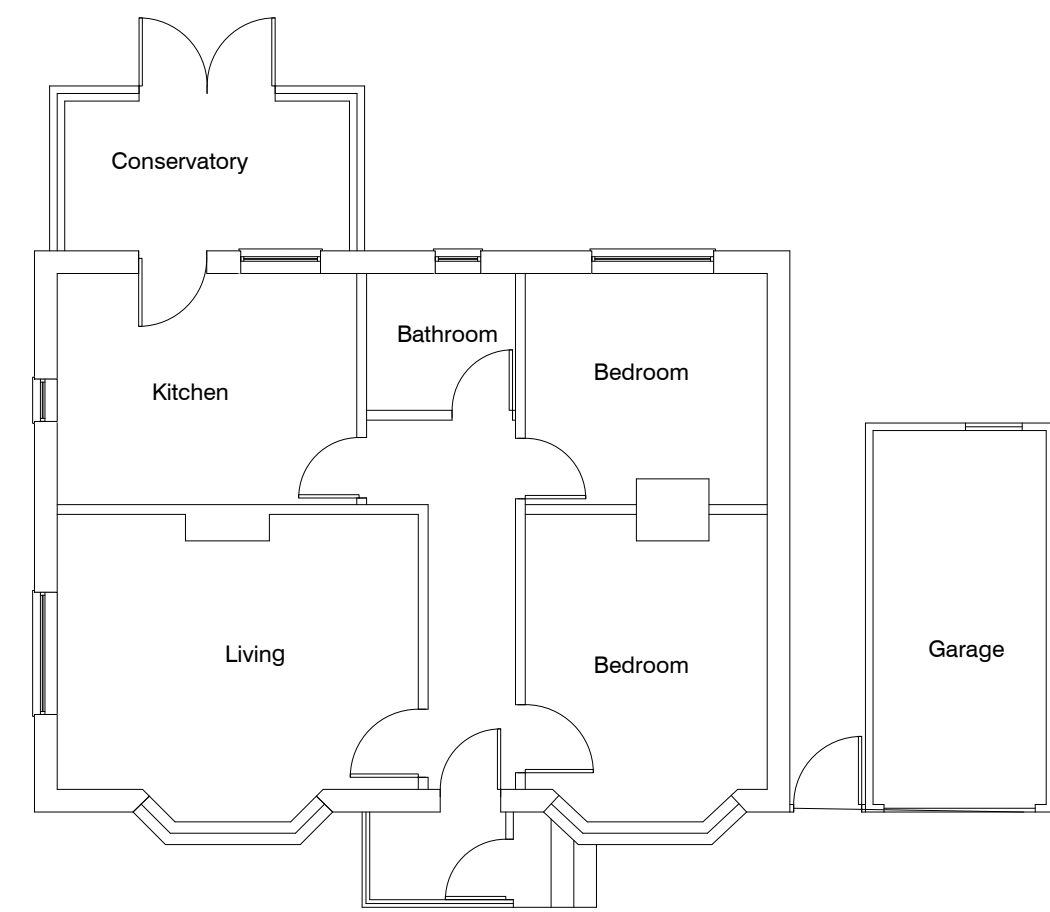 Conservatory
Bathroom
Bedroom
Kitchen
Living
Bedroom
Garage